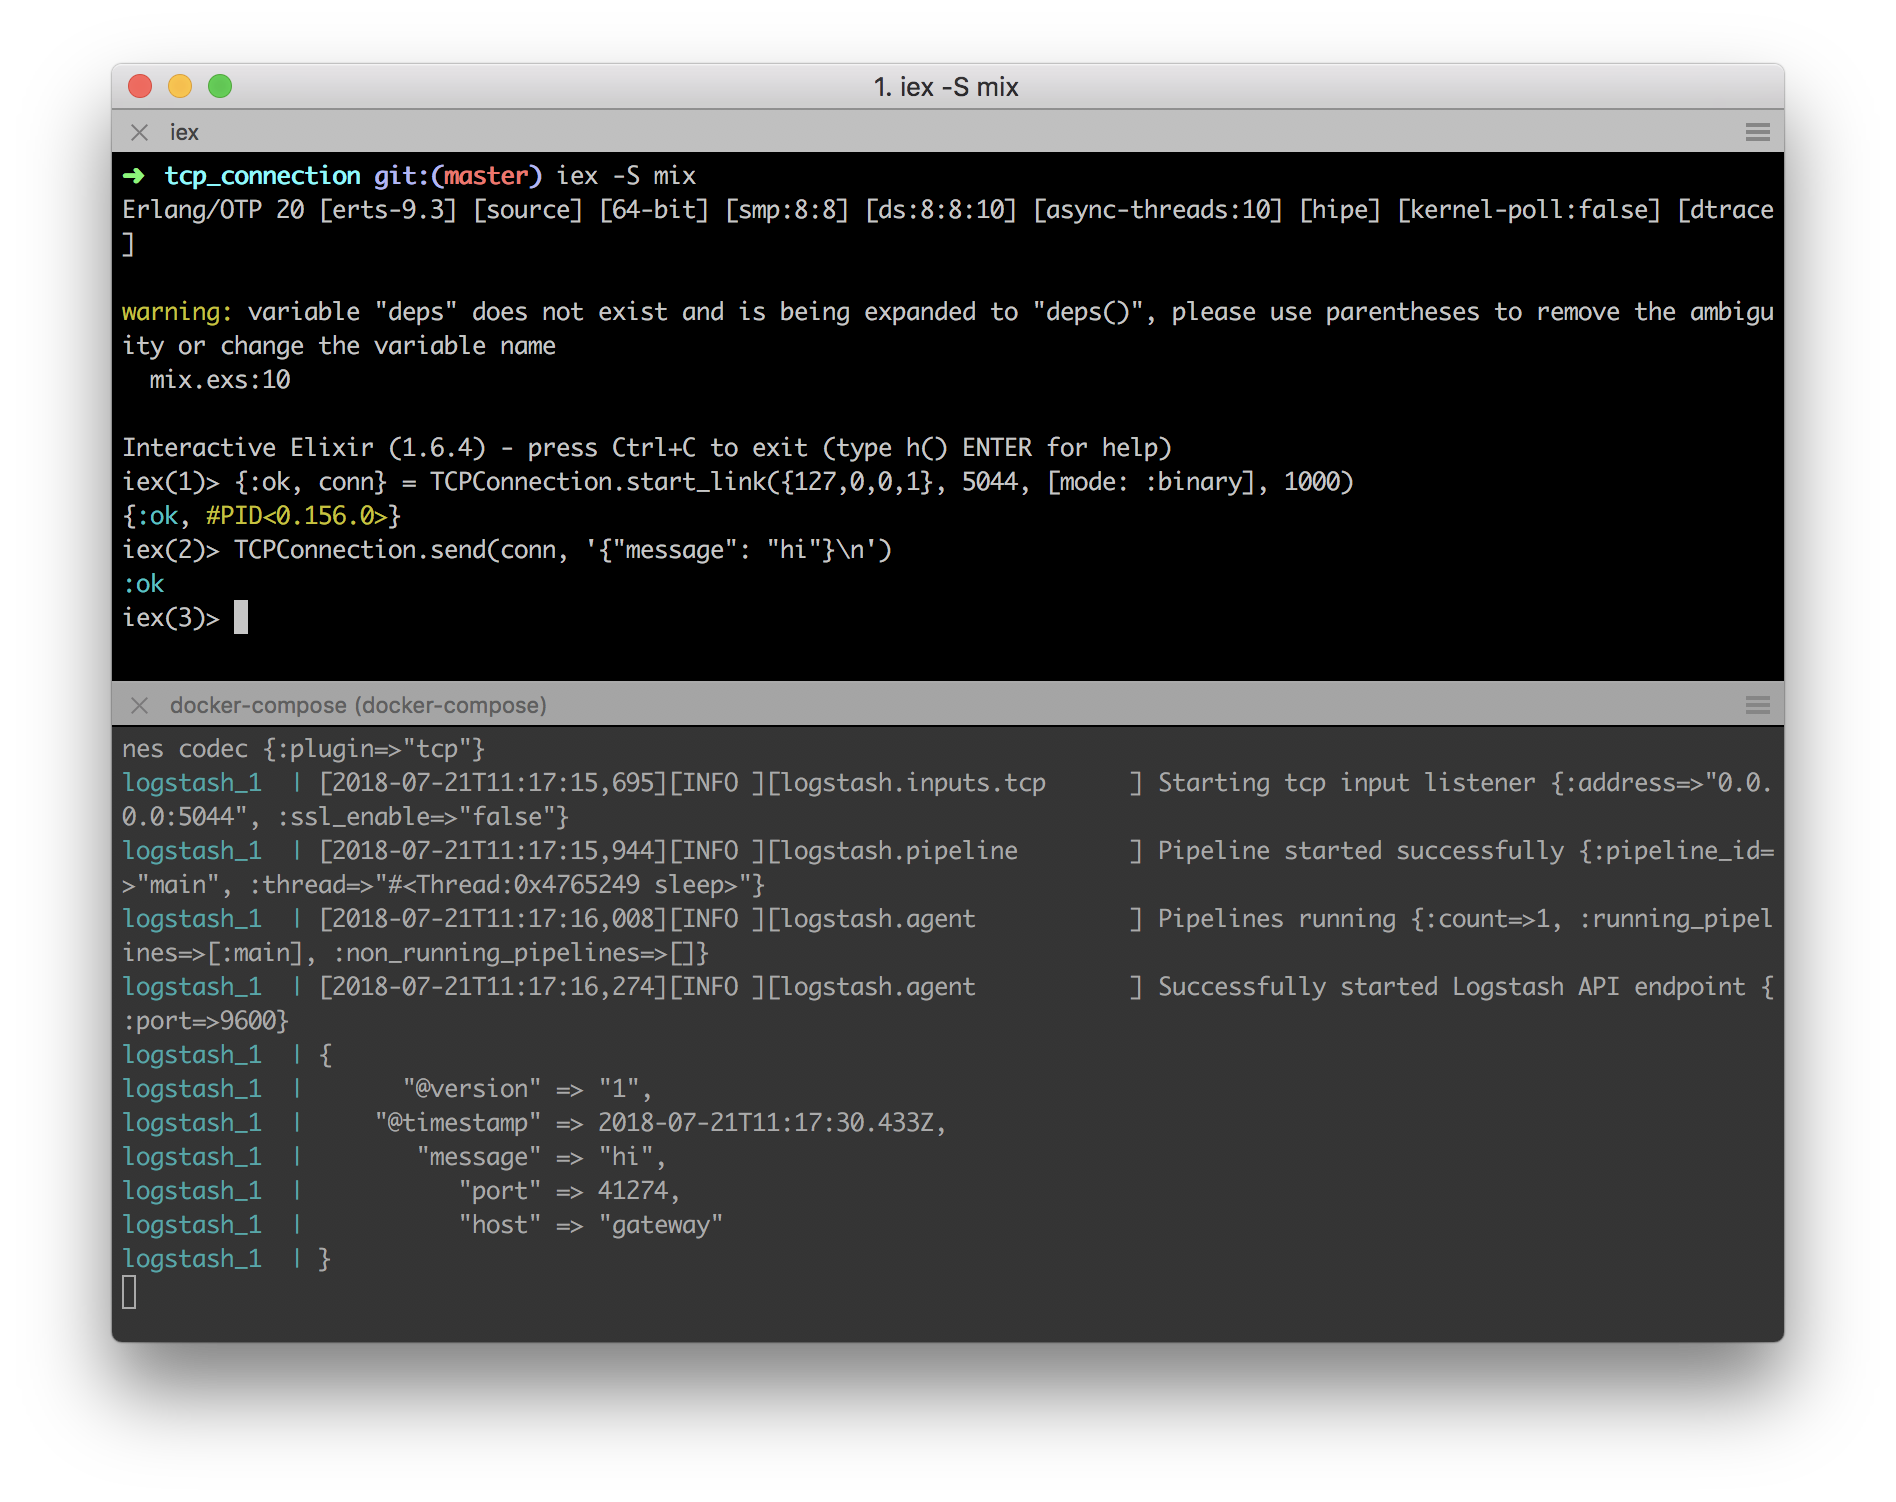 1. iex -S mix
iex
➜  tcp_connection git:(master) iex -S mix
Erlang/OTP 20 [erts-9.3] [source] [64-bit] [smp:8:8] [ds:8:8:10] [async-threads:10] [hipe] [kernel-poll:false] [dtrace
]
warning: variable "deps" does not exist and is being expanded to "deps()", please use parentheses to remove the ambigu
ity or change the variable name
  mix.exs:10
Interactive Elixir (1.6.4) - press Ctrl+C to exit (type h() ENTER for help)
iex(1)> {:ok, conn} = TCPConnection.start_link({127,0,0,1}, 5044, [mode: :binary], 1000)
{:ok, #PID<0.156.0>}
iex(2)> TCPConnection.send(conn, '{"message": "hi"}\n')
:ok
iex(3)>
docker-compose (docker-compose)
nes codec {:plugin=>"tcp"}
logstash_1  | [2018-07-21T11:17:15,695][INFO ][logstash.inputs.tcp      ] Starting tcp input listener {:address=>"0.0.
0.0:5044", :ssl_enable=>"false"}
logstash_1  | [2018-07-21T11:17:15,944][INFO ][logstash.pipeline        ] Pipeline started successfully {:pipeline_id=
>"main", :thread=>"#<Thread:0x4765249 sleep>"}
logstash_1  | [2018-07-21T11:17:16,008][INFO ][logstash.agent           ] Pipelines running {:count=>1, :running_pipel
ines=>[:main], :non_running_pipelines=>[]}
logstash_1  | [2018-07-21T11:17:16,274][INFO ][logstash.agent           ] Successfully started Logstash API endpoint {
:port=>9600}
logstash_1  | {
logstash_1  |       "@version" => "1",
logstash_1  |     "@timestamp" => 2018-07-21T11:17:30.433Z,
logstash_1  |        "message" => "hi",
logstash_1  |           "port" => 41274,
logstash_1  |           "host" => "gateway"
logstash_1  | }